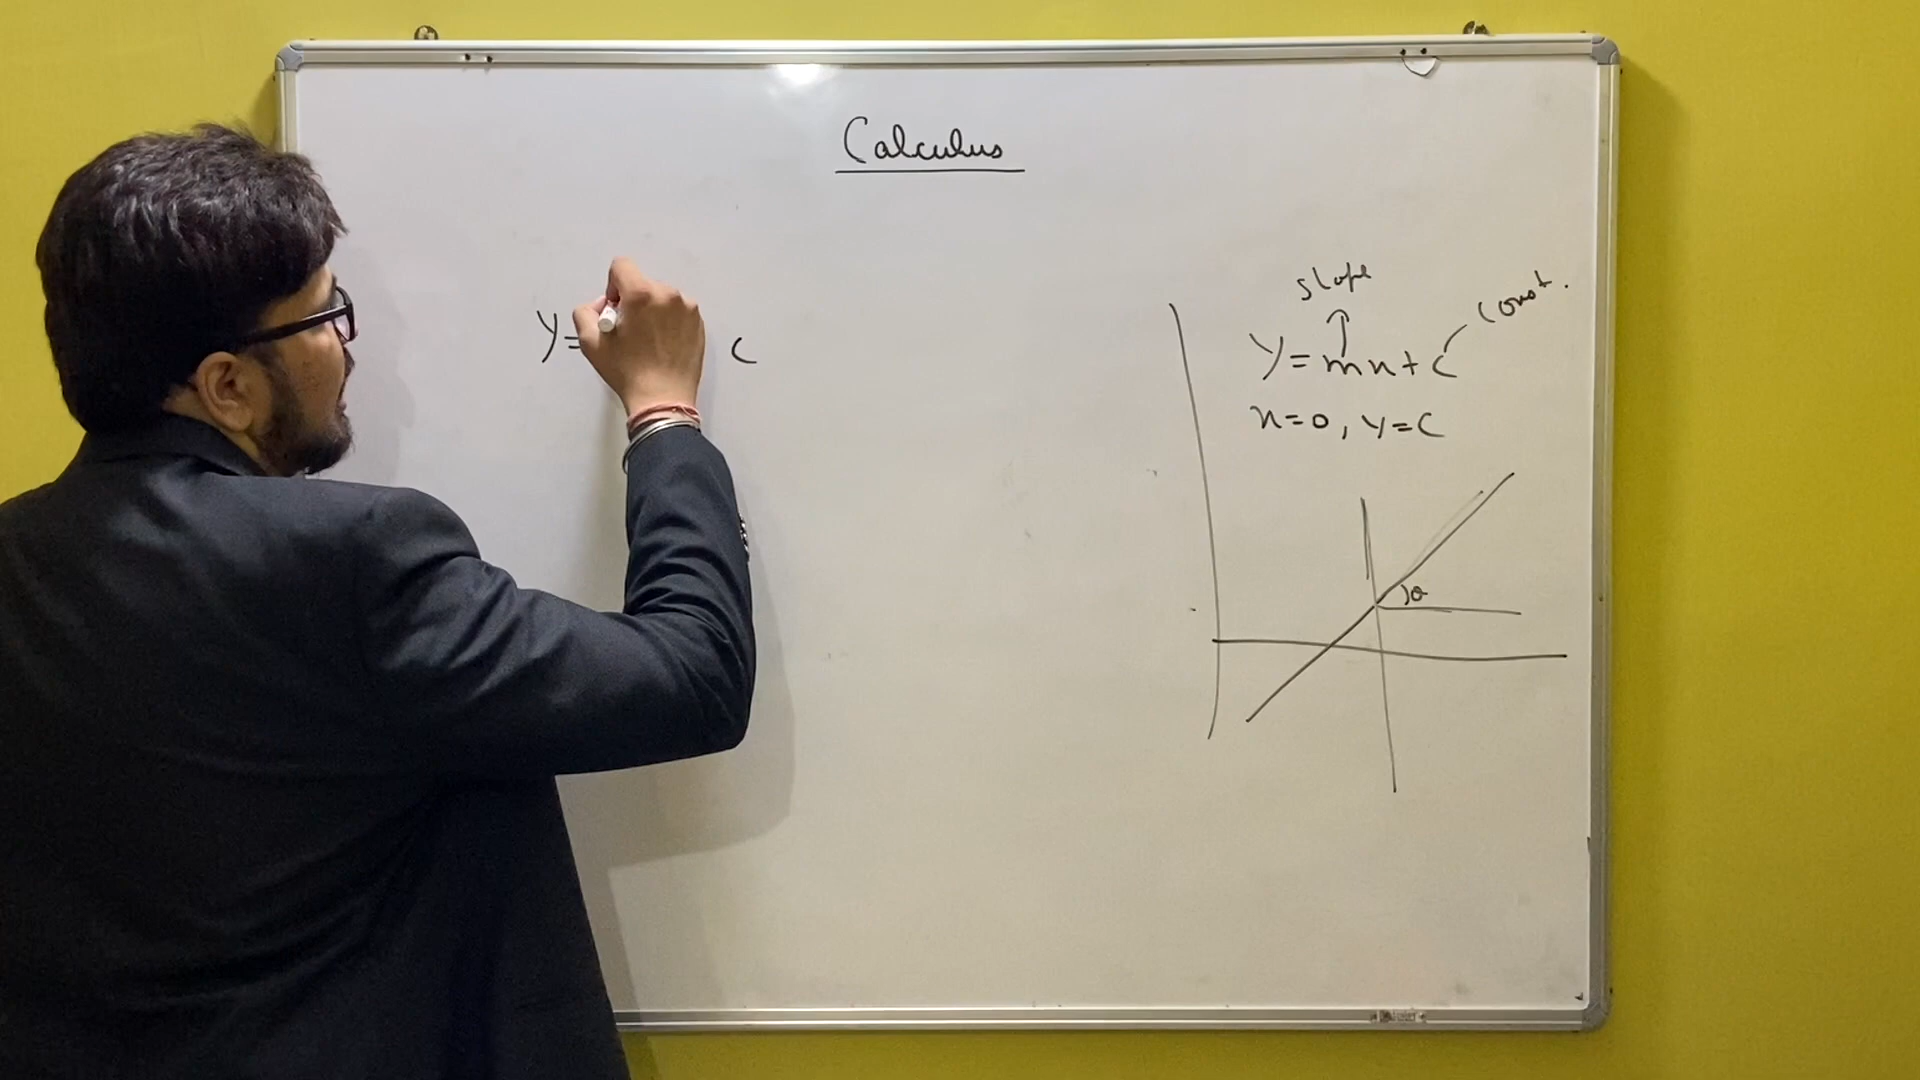 Calculus
y= c
slope
const.
y=mx+c
x=0, y=c
θ